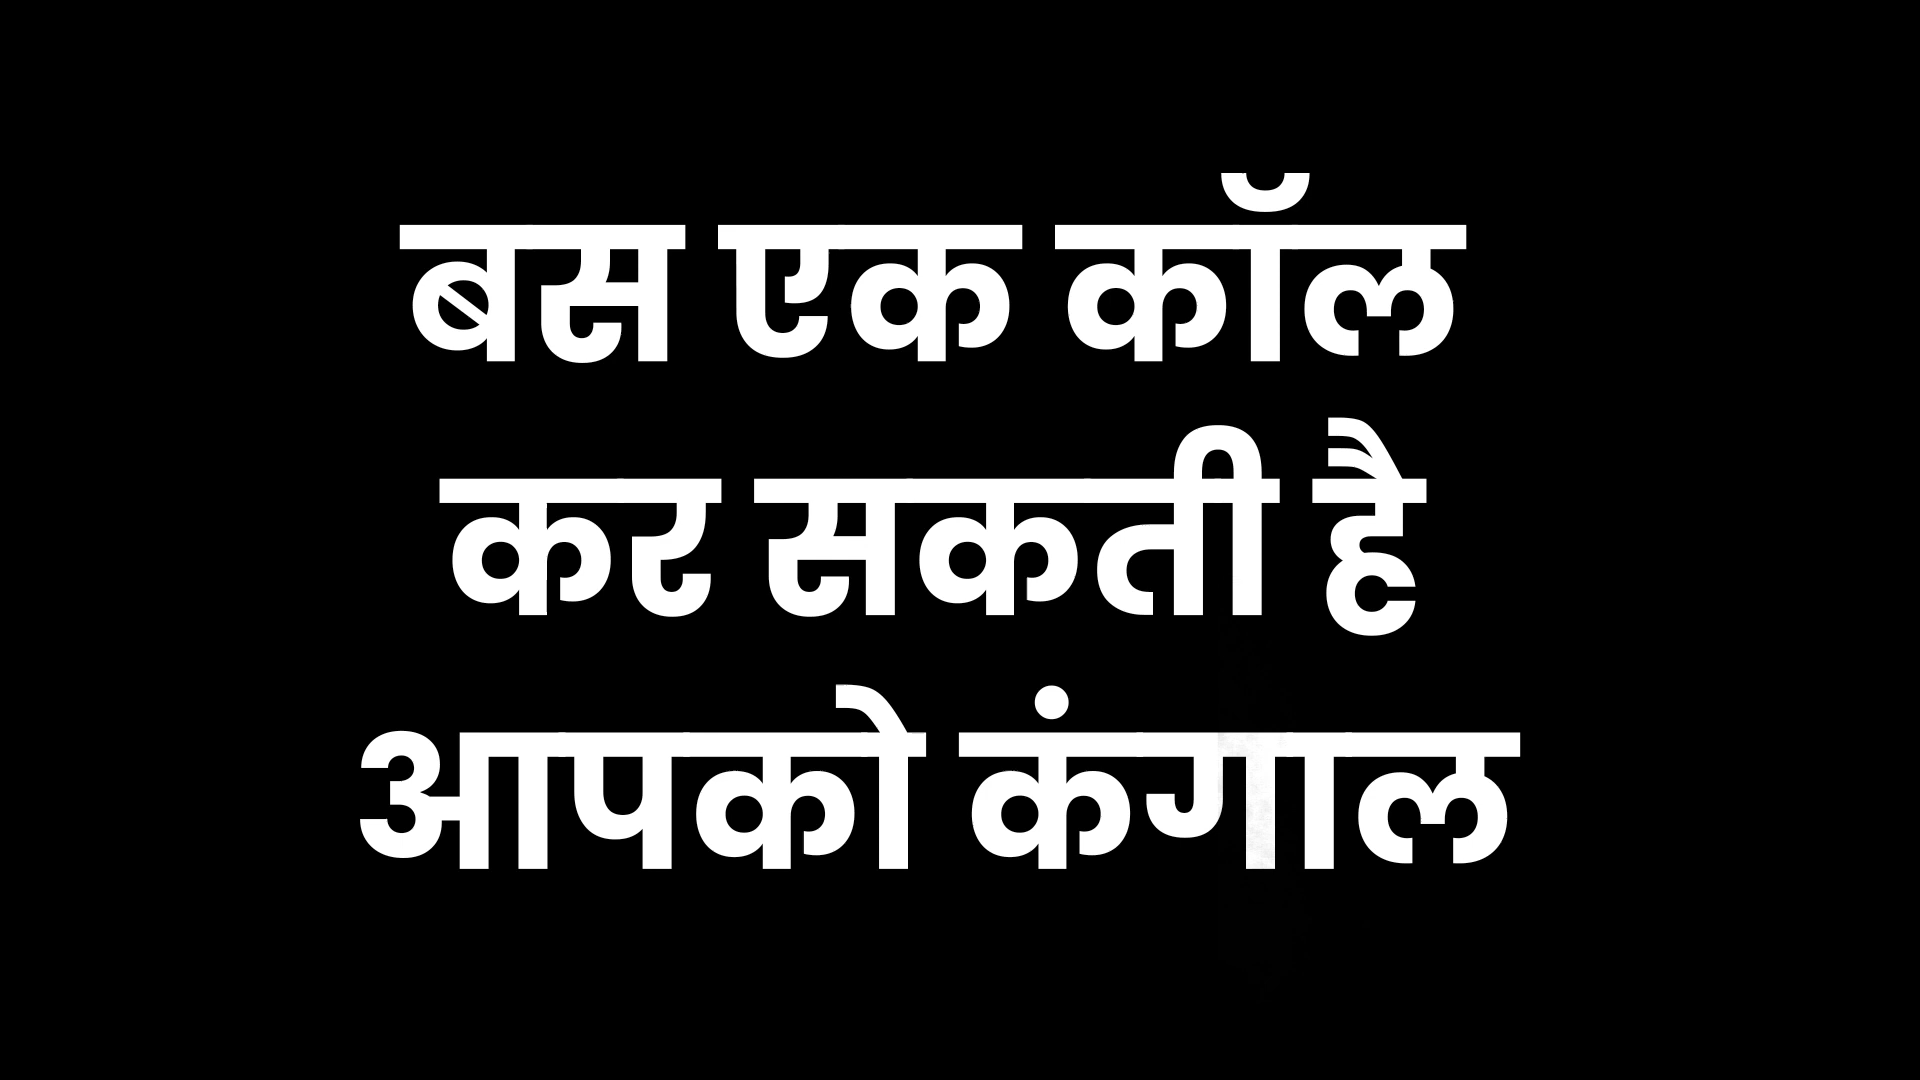 बस एक कॉल
कर सकती है
आपको कंगाल